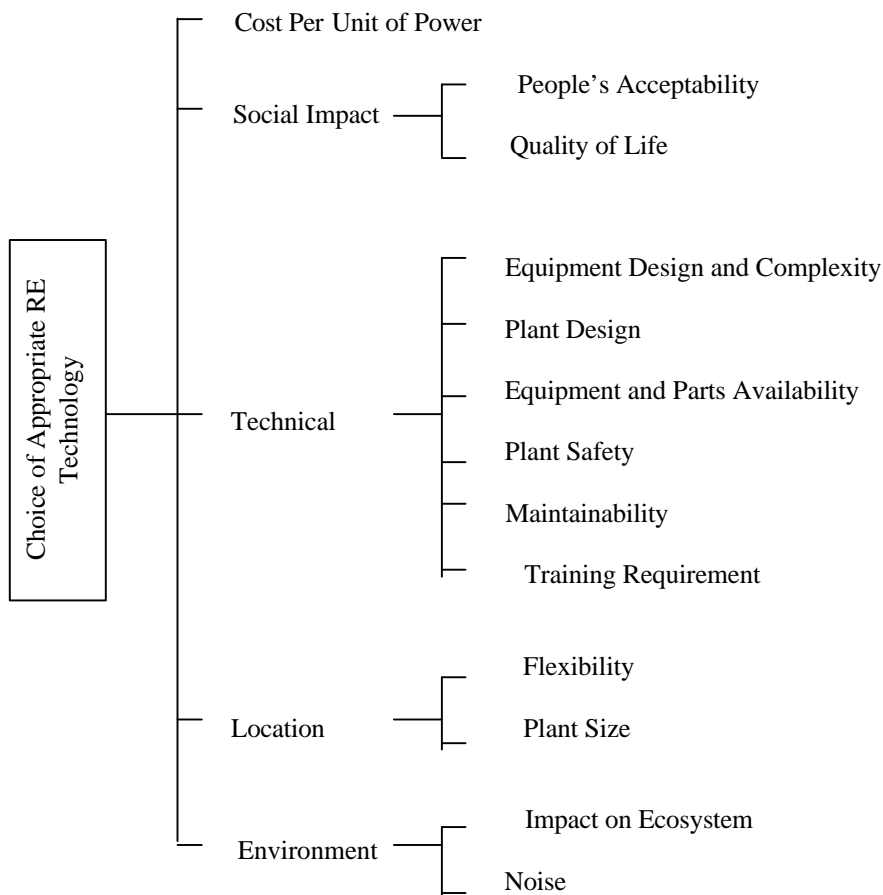 Cost Per Unit of Power
Social Impact
People’s Acceptability
Quality of Life
Choice of Appropriate RE
Technology
Technical
Equipment Design and Complexity
Plant Design
Equipment and Parts Availability
Plant Safety
Maintainability
Training Requirement
Location
Flexibility
Plant Size
Environment
Impact on Ecosystem
Noise